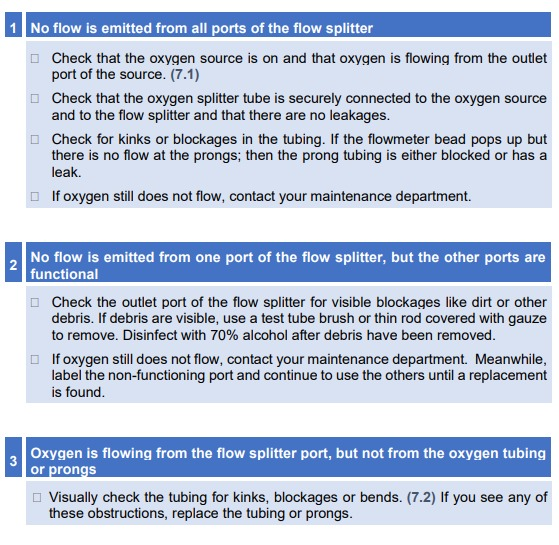 1 No flow is emitted from all ports of the flow splitter
□ Check that the oxygen source is on and that oxygen is flowing from the outlet
port of the source. (7.1)
□ Check that the oxygen splitter tube is securely connected to the oxygen source
and to the flow splitter and that there are no leakages.
□ Check for kinks or blockages in the tubing. If the flowmeter bead pops up but
there is no flow at the prongs; then the prong tubing is either blocked or has a
leak.
□ If oxygen still does not flow, contact your maintenance department.
2 No flow is emitted from one port of the flow splitter, but the other ports are
functional
□ Check the outlet port of the flow splitter for visible blockages like dirt or other
debris. If debris are visible, use a test tube brush or thin rod covered with gauze
to remove. Disinfect with 70% alcohol after debris have been removed.
□ If oxygen still does not flow, contact your maintenance department. Meanwhile,
label the non-functioning port and continue to use the others until a replacement
is found.
3 Oxygen is flowing from the flow splitter port, but not from the oxygen tubing
or prongs
□ Visually check the tubing for kinks, blockages or bends. (7.2) If you see any of
these obstructions, replace the tubing or prongs.